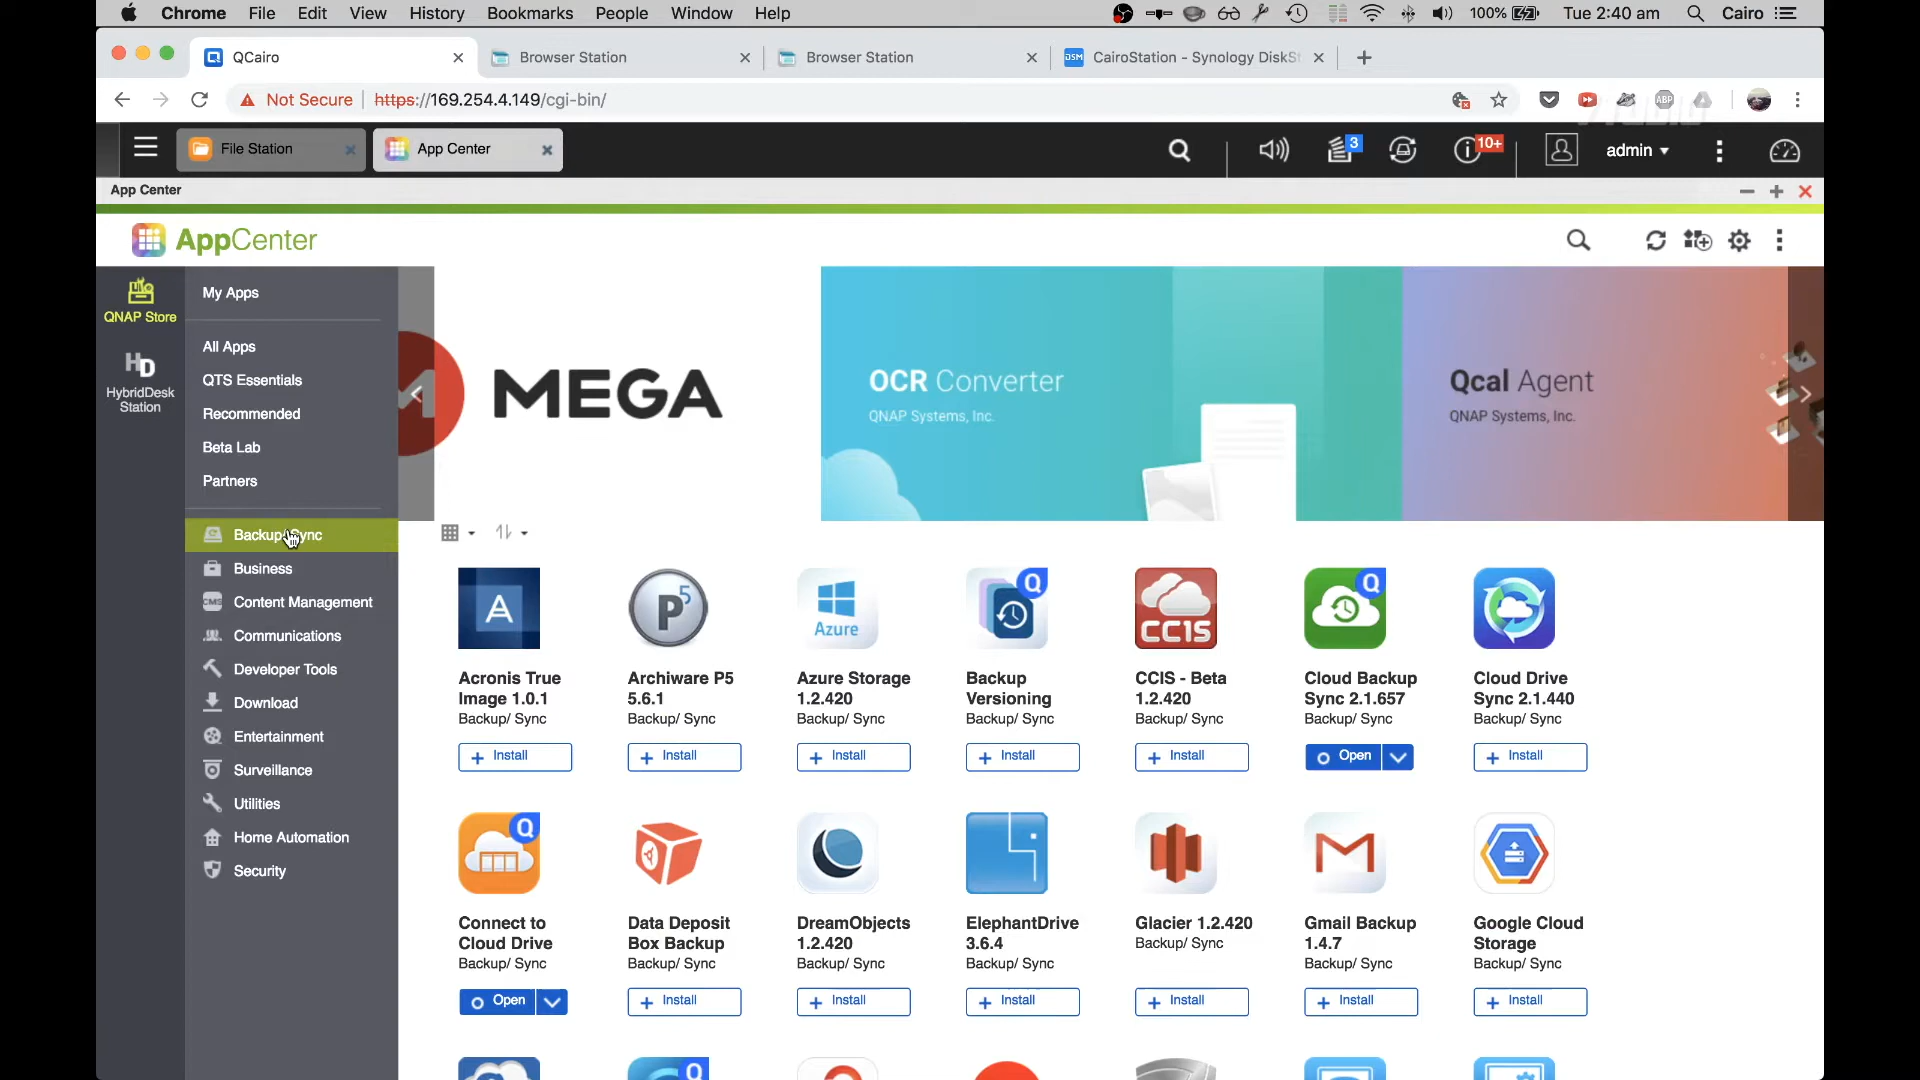 Chrome File Edit View History Bookmarks People Window Help 100% Tue 2:40 am Cairo
QCairo Browser Station Browser Station CairoStation - Synology DiskSt
Not Secure https://169.254.4.149/cgi-bin/ ABP
File Station App Center 3 10+ admin
App Center
AppCenter
QNAP Store
HD
HybridDesk
Station
My Apps
All Apps
QTS Essentials
Recommended
Beta Lab
Partners
Backup/ Sync
Business
CMS Content Management
Communications
Developer Tools
Download
Entertainment
Surveillance
Utilities
Home Automation
Security
MEGA
OCR Converter
QNAP Systems, Inc.
Qcal Agent
QNAP Systems, Inc.
A P5 Azure Q CC1S Q
Acronis True Archiware P5 Azure Storage Backup CCIS - Beta Cloud Backup Cloud Drive
Image 1.0.1 5.6.1 1.2.420 Versioning 1.2.420 Sync 2.1.657 Sync 2.1.440
Backup/ Sync Backup/ Sync Backup/ Sync Backup/ Sync Backup/ Sync Backup/ Sync Backup/ Sync
+ Install + Install + Install + Install + Install Open + Install
Q
Connect to Data Deposit DreamObjects ElephantDrive Glacier 1.2.420 Gmail Backup Google Cloud
Cloud Drive Box Backup 1.2.420 3.6.4 Backup/ Sync 1.4.7 Storage
Backup/ Sync Backup/ Sync Backup/ Sync Backup/ Sync Backup/ Sync Backup/ Sync
Open + Install + Install + Install + Install + Install + Install
Q